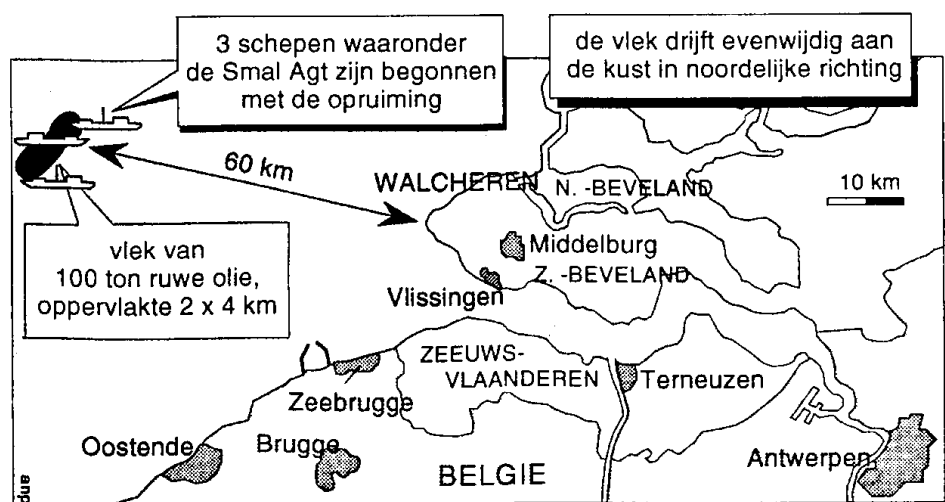 3 schepen waaronder
de Smal Agt zijn begonnen
met de opruiming
de vlek drijft evenwijdig aan
de kust in noordelijke richting
60 km
WALCHEREN
N. -BEVELAND
10 km
vlek van
100 ton ruwe olie,
oppervlakte 2 x 4 km
Middelburg
Z. -BEVELAND
Vlissingen
ZEEUWS-
VLAANDEREN
Terneuzen
Zeebrugge
Oostende
Brugge
BELGIE
Antwerpen
anp